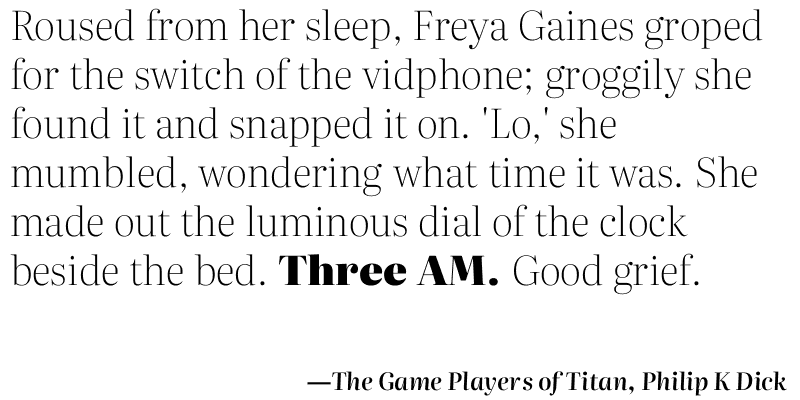 Roused from her sleep, Freya Gaines groped
for the switch of the vidphone; groggily she
found it and snapped it on. 'Lo,' she
mumbled, wondering what time it was. She
made out the luminous dial of the clock
beside the bed. Three AM. Good grief.
—The Game Players of Titan, Philip K Dick